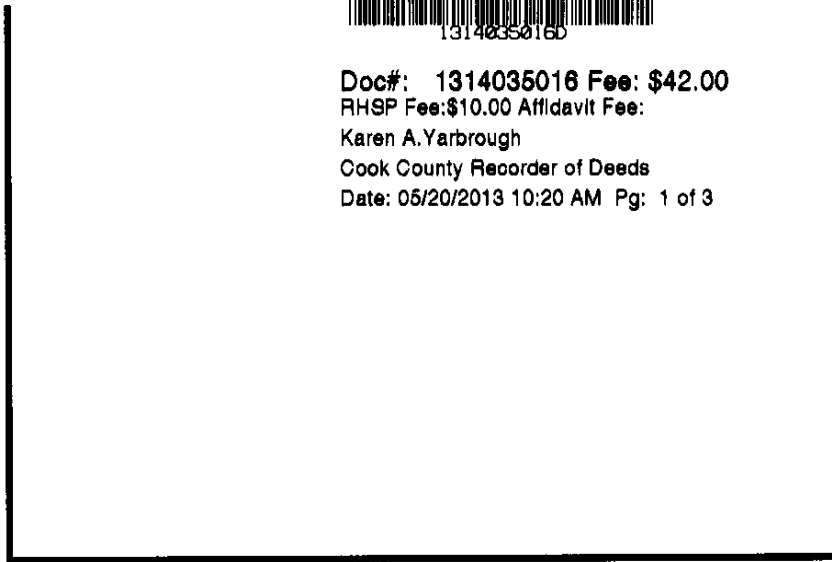 1314035016D
Doc#: 1314035016 Fee: $42.00
RHSP Fee:$10.00 Affidavit Fee:
Karen A.Yarbrough
Cook County Recorder of Deeds
Date: 05/20/2013 10:20 AM Pg: 1 of 3